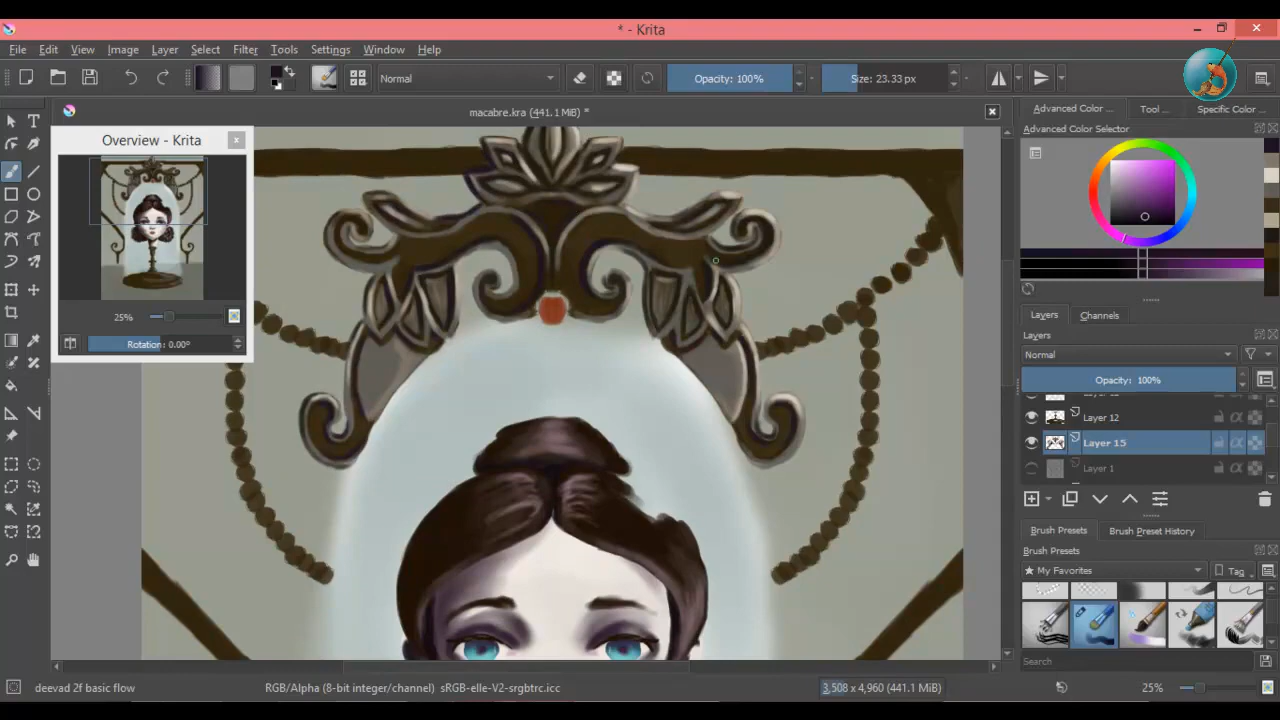 * - Krita
File Edit View Image Layer Select Filter Tools Settings Window Help
Normal Opacity: 100% Size: 23.33 px
macabre.kra (441.1 MiB) *
Overview - Krita
25%
Rotation: 0.00°
Advanced Color ... Tool ... Specific Color ...
Advanced Color Selector
Layers Channels
Layers
Normal
Opacity: 100%
Layer 12
Layer 15
Layer 1
Brush Presets Brush Preset History
Brush Presets
★ My Favorites Tag
Search
deevad 2f basic flow RGB/Alpha (8-bit integer/channel) sRGB-elle-V2-srgbtrc.icc 3,508 x 4,960 (441.1 MiB) 25%